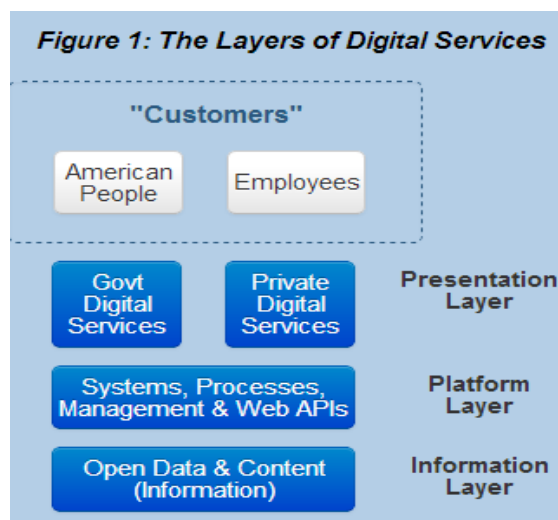 Figure 1: The Layers of Digital Services
"Customers"
American
People
Employees
Govt
Digital
Services
Private
Digital
Services
Presentation
Layer
Systems, Processes,
Management & Web APIs
Platform
Layer
Open Data & Content
(Information)
Information
Layer